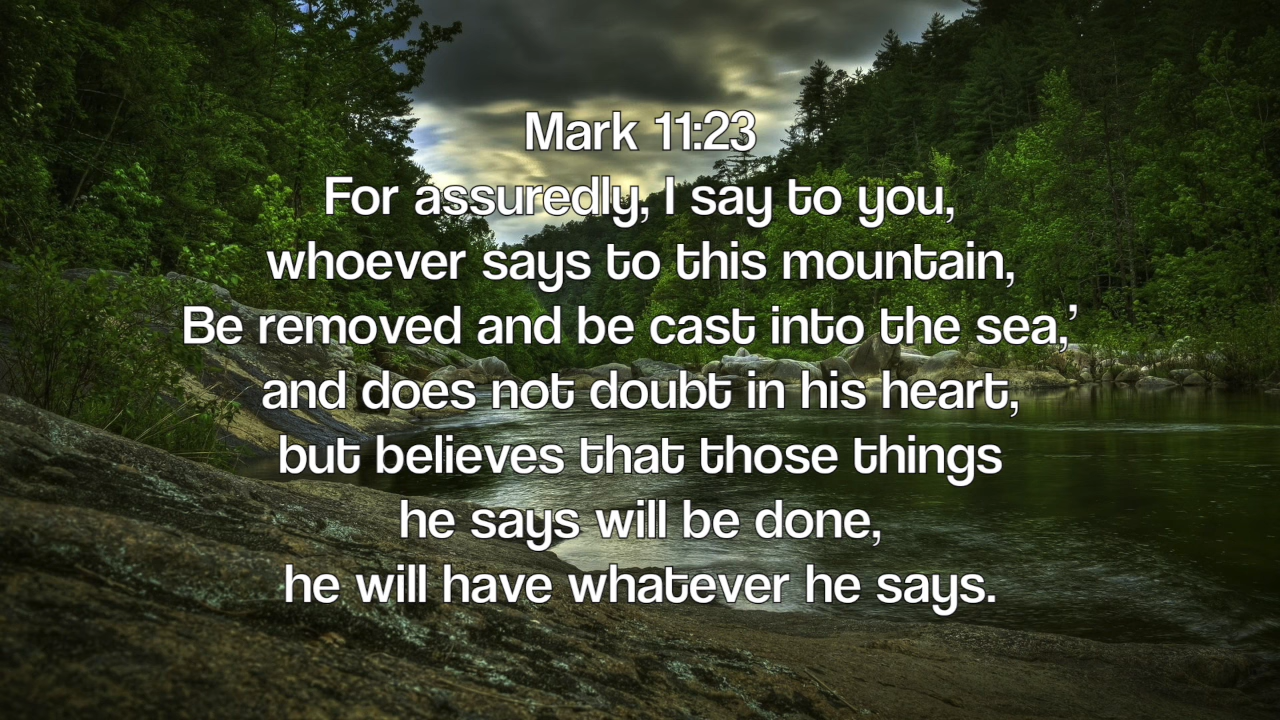 Mark 11:23
For assuredly, I say to you,
whoever says to this mountain,
Be removed and be cast into the sea,’
and does not doubt in his heart,
but believes that those things
he says will be done,
he will have whatever he says.